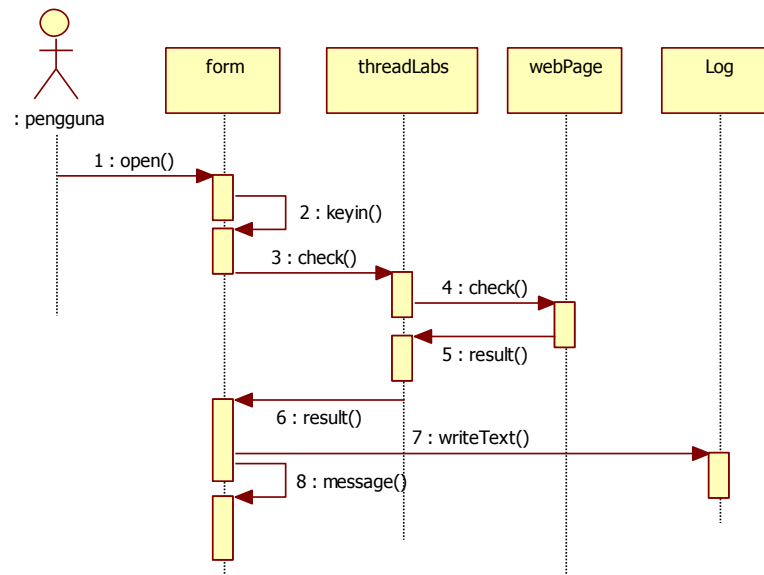 form
threadLabs
webPage
Log
: pengguna
1 : open()
2 : keyin()
3 : check()
4 : check()
5 : result()
6 : result()
7 : writeText()
8 : message()